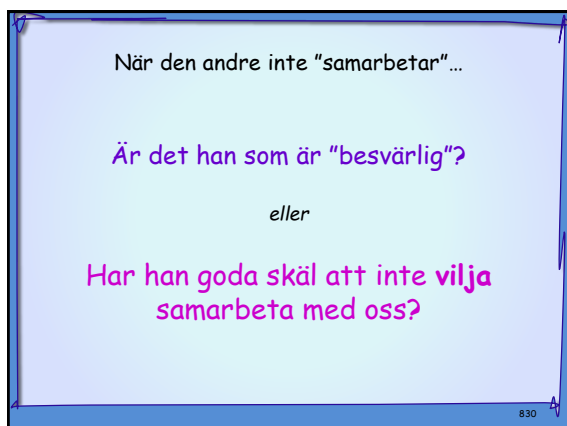 När den andre inte ”samarbetar”…
Är det han som är ”besvärlig”?
eller
Har han goda skäl att inte vilja
samarbeta med oss?
830